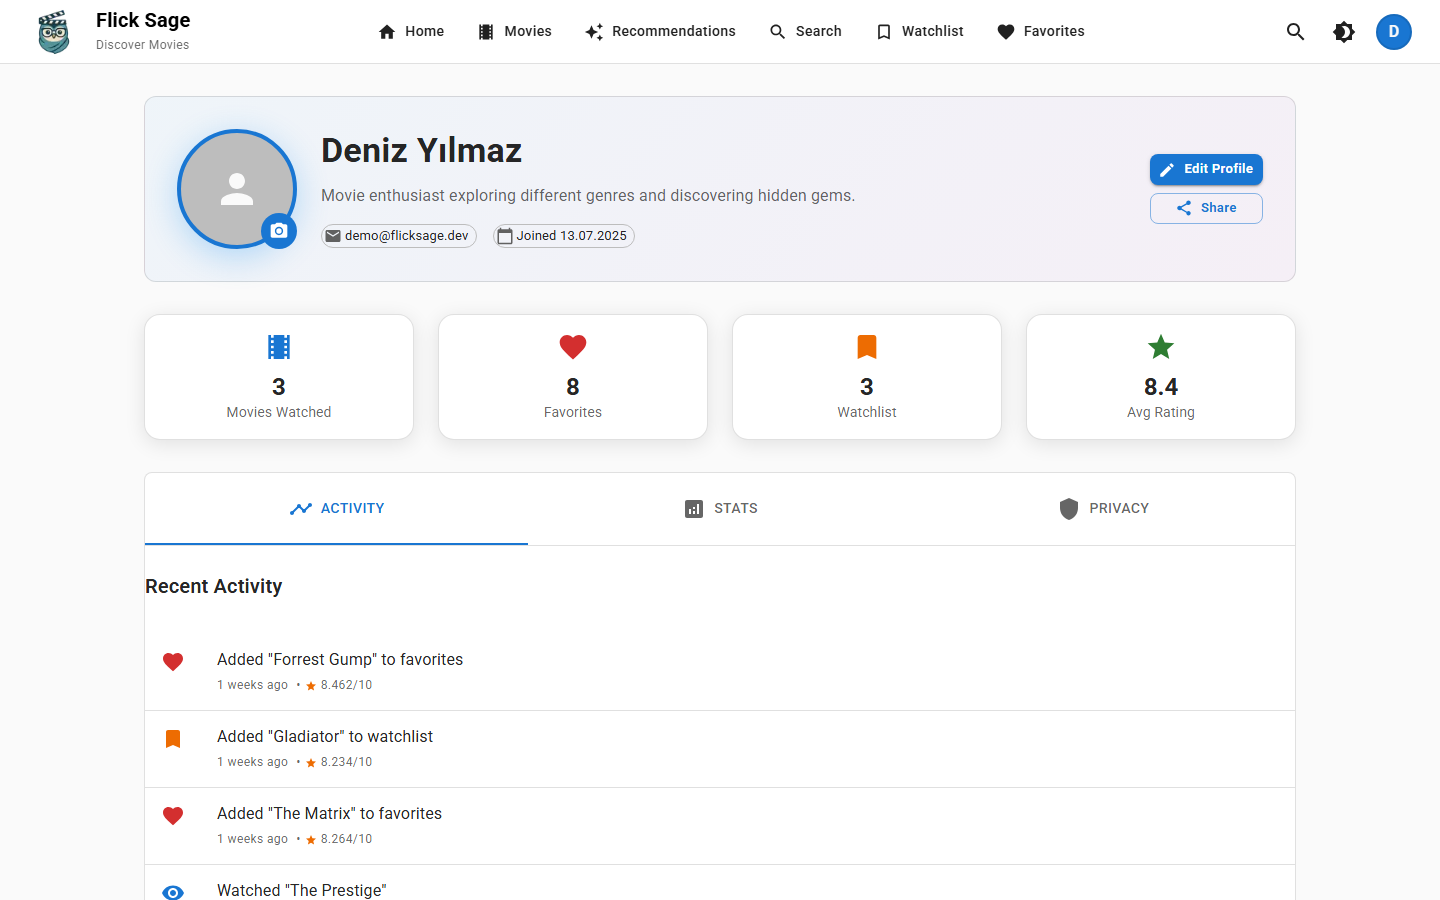 Flick Sage
Discover Movies
Home
Movies
Recommendations
Search
Watchlist
Favorites
D
Deniz Yılmaz
Movie enthusiast exploring different genres and discovering hidden gems.
demo@flicksage.dev
Joined 13.07.2025
Edit Profile
Share
3
Movies Watched
8
Favorites
3
Watchlist
8.4
Avg Rating
ACTIVITY
STATS
PRIVACY
Recent Activity
Added "Forrest Gump" to favorites
1 weeks ago • 8.462/10
Added "Gladiator" to watchlist
1 weeks ago • 8.234/10
Added "The Matrix" to favorites
1 weeks ago • 8.264/10
Watched "The Prestige"